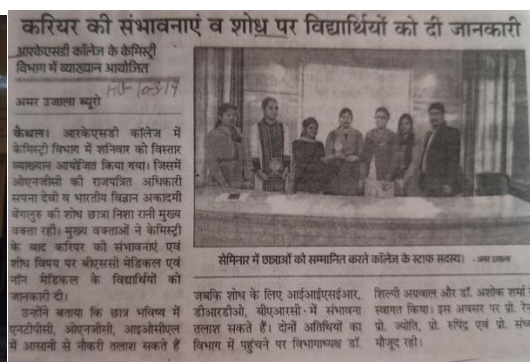 करियर की संभावनाएं व शोध पर विद्यार्थियों को दी जानकारी
आरकेएसडी कॉलेज के केमिस्ट्री
विभाग में व्याख्यान आयोजित
10-3-19
अमर उजाला ब्यूरो
कैथल। आरकेएसडी कॉलेज में
केमिस्ट्री विभाग में शनिवार को विस्तार
व्याख्यान आयोजित किया गया। जिसमें
ओएनजीसी की राजपत्रित अधिकारी
सपना देवी व भारतीय विज्ञान अकादमी
बेंगलुरु की शोध छात्रा निशा रानी मुख्य
वक्ता रही। मुख्य वक्ताओं ने केमिस्ट्री
के बाद करियर की संभावनाएं एवं
शोध विषय पर बीएससी मेडिकल एवं
नॉन मेडिकल के विद्यार्थियों को
जानकारी दी।
उन्होंने बताया कि छात्र भविष्य में
एनटीपीसी, ओएनजीसी, आइओसीएल
में आसानी से नौकरी तलाश सकते हैं
सेमिनार में छात्राओं को सम्मानित करते कॉलेज के स्टाफ सदस्य। -अमर उजाला
जबकि शोध के लिए आईआईएसईआर,
डीआरडीओ, बीएआरसी में संभावना
तलाश सकते हैं। दोनों अतिथियों का
विभाग में पहुंचने पर विभागाध्यक्ष डॉ.
शिल्पी अग्रवाल और डॉ. अशोक शर्मा
स्वागत किया। इस अवसर पर प्रो.
प्रो. ज्योति, प्रो. रुपिंद्र एवं प्रो.
मौजूद रही।